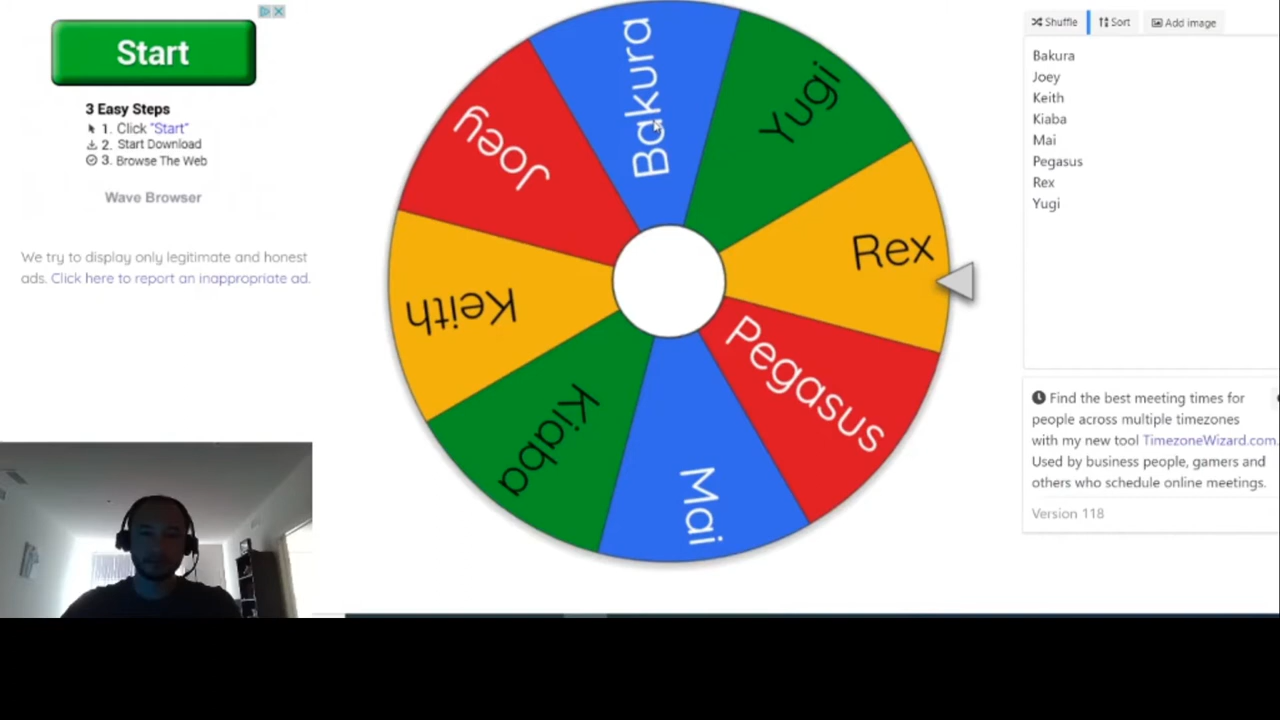 Start
3 Easy Steps
1. Click "Start"
2. Start Download
3. Browse The Web
Wave Browser
We try to display only legitimate and honest
ads. Click here to report an inappropriate ad.
Bakura
Yugi
Joey
Rex
Keith
Pegasus
Kiaba
Mai
Shuffle
Sort
Add image
Bakura
Joey
Keith
Kiaba
Mai
Pegasus
Rex
Yugi
Find the best meeting times for
people across multiple timezones
with my new tool TimezoneWizard.com.
Used by business people, gamers and
others who schedule online meetings.
Version 118